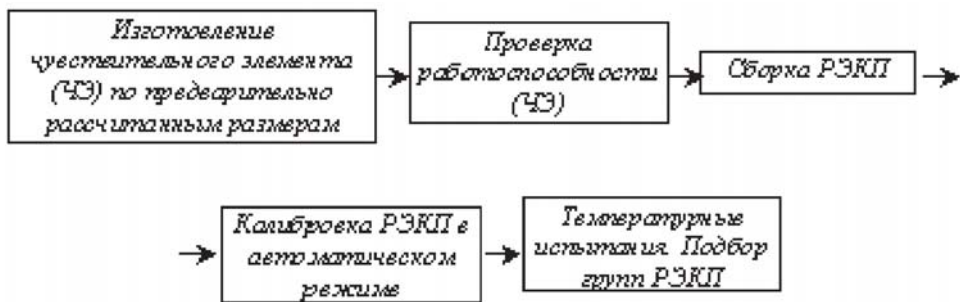 Изготовление
чувствительного элемента
(ЧЭ) по предварительно
рассчитанным размерам
Проверка
работоспособности
(ЧЭ)
Сборка РЭКП
Калибровка РЭКП в
автоматическом
режиме
Температурные
испытания. Подбор
групп РЭКП